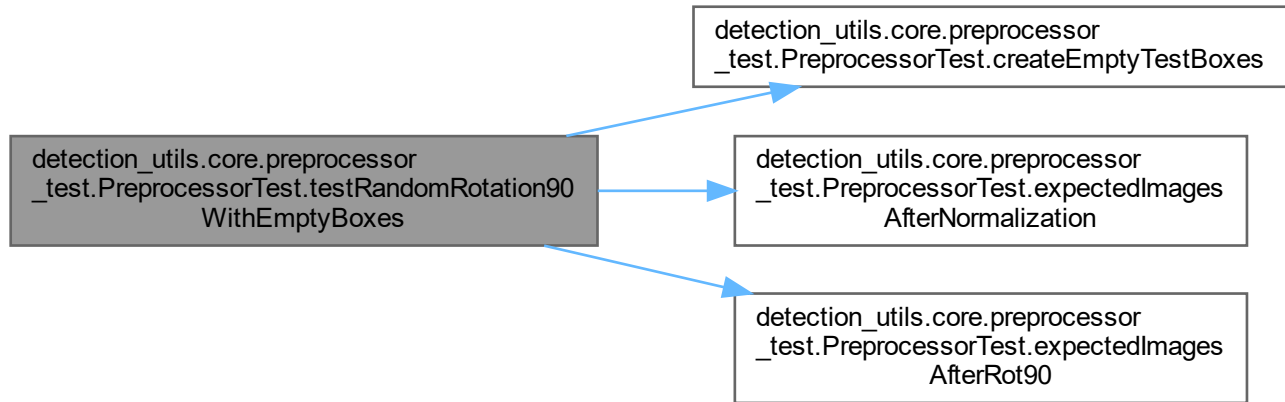 detection_utils.core.preprocessor
_test.PreprocessorTest.testRandomRotation90
WithEmptyBoxes
detection_utils.core.preprocessor
_test.PreprocessorTest.createEmptyTestBoxes
detection_utils.core.preprocessor
_test.PreprocessorTest.expectedImages
AfterNormalization
detection_utils.core.preprocessor
_test.PreprocessorTest.expectedImages
AfterRot90